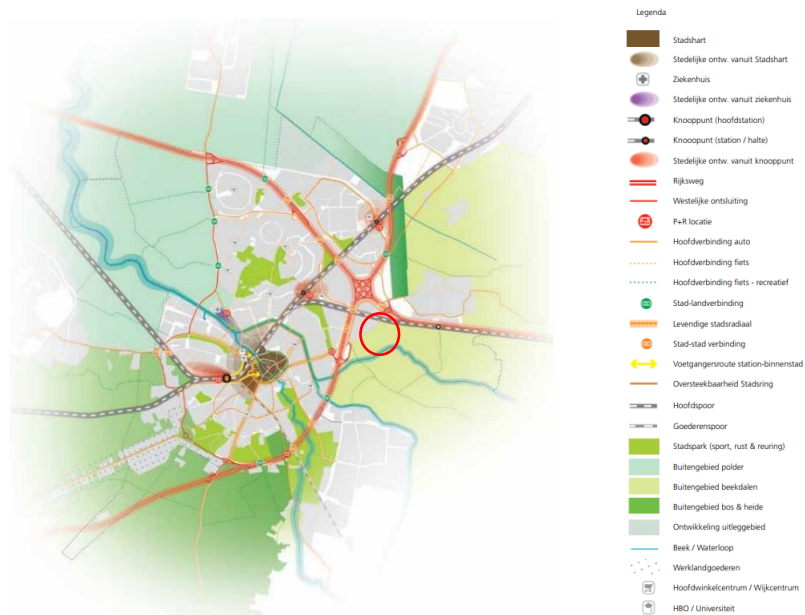 Legenda
Stadshart
Stedelijke ontw. vanuit Stadshart
Ziekenhuis
Stedelijke ontw. vanuit ziekenhuis
Knooppunt (hoofdstation)
Knooopunt (station / halte)
Stedelijke ontw. vanuit knooppunt
Rijksweg
Westelijke ontsluiting
P+R locatie
Hoofdverbinding auto
Hoofdverbinding fiets
Hoofdverbinding fiets - recreatief
Stad-landverbinding
Levendige stadsradiaal
Stad-stad verbinding
Voetgangersroute station-binnenstad
Oversteekbaarheid Stadsring
Hoofdspoor
Goederenspoor
Stadspark (sport, rust & reuring)
Buitengebied polder
Buitengebied beekdalen
Buitengebied bos & heide
Ontwikkeling uitleggebied
Beek / Waterloop
Werklandgoederen
Hoofdwinkelcentrum / Wijkcentrum
HBO / Universiteit